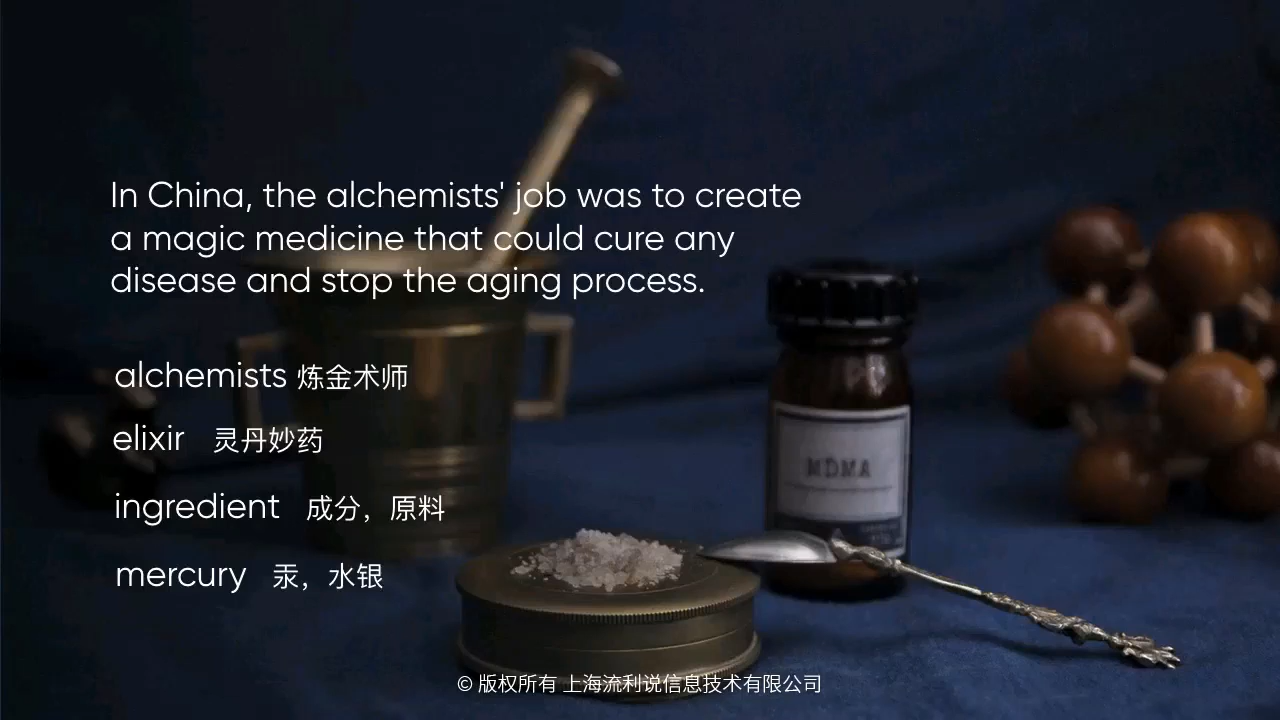 In China, the alchemists' job was to create
a magic medicine that could cure any
disease and stop the aging process.
alchemists 炼金术师
elixir 灵丹妙药
ingredient 成分，原料
mercury 汞，水银
MDMA
© 版权所有 上海流利说信息技术有限公司